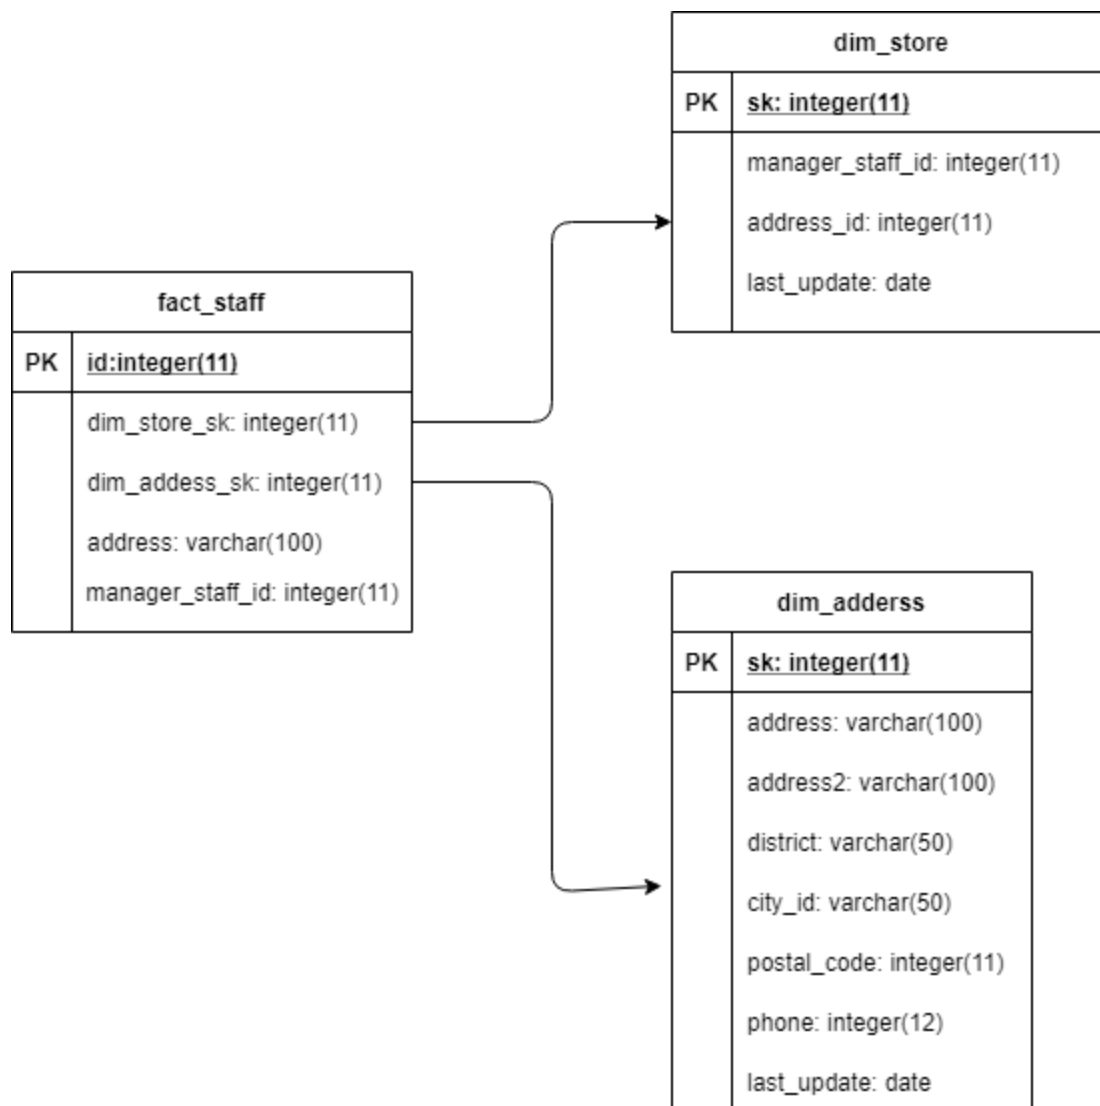 dim_store
PK sk: integer(11)
manager_staff_id: integer(11)
address_id: integer(11)
last_update: date
fact_staff
PK id:integer(11)
dim_store_sk: integer(11)
dim_addess_sk: integer(11)
address: varchar(100)
manager_staff_id: integer(11)
dim_adderss
PK sk: integer(11)
address: varchar(100)
address2: varchar(100)
district: varchar(50)
city_id: varchar(50)
postal_code: integer(11)
phone: integer(12)
last_update: date